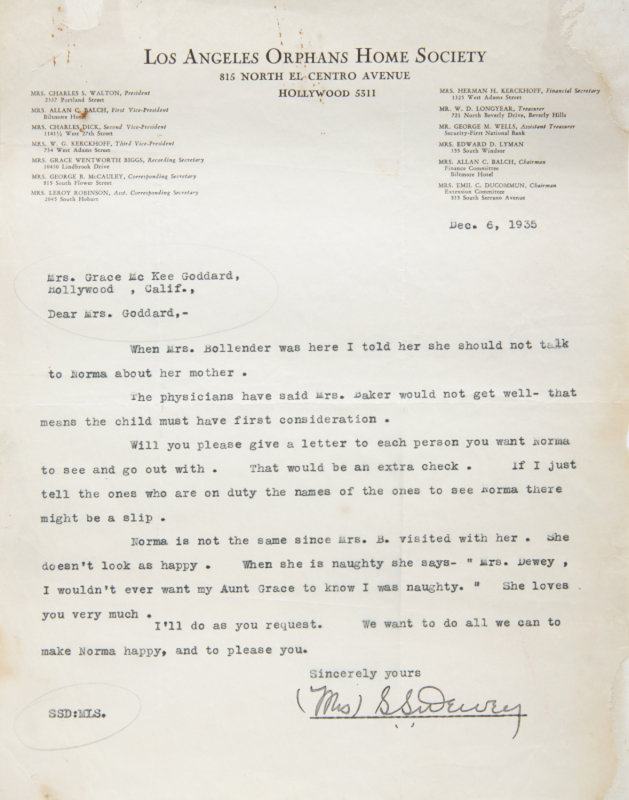 LOS ANGELES ORPHANS HOME SOCIETY
815 NORTH EL CENTRO AVENUE
HOLLYWOOD 5311
MRS. CHARLES S. WALTON, President
2507 Portland Street
MRS. ALLAN C. BALCH, First Vice-President
Biltmore Hotel
MRS. CHARLES DICK, Second Vice-President
1141½ West 27th Street
MRS. W. G. KERCKHOFF, Third Vice-President
734 West Adams Street
MRS. GRACE WENTWORTH BIGGS, Recording Secretary
10450 Lindbrook Drive
MRS. GEORGE B. McCAULEY, Corresponding Secretary
815 South Flower Street
MRS. LEROY ROBINSON, Asst. Corresponding Secretary
2045 South Hobart
MRS. HERMAN H. KERCKHOFF, Financial Secretary
1325 West Adams Street
MR. W. D. LONGYEAR, Treasurer
721 North Beverly Drive, Beverly Hills
MR. GEORGE M. WELLS, Assistant Treasurer
Security-First National Bank
MRS. EDWARD D. LYMAN
155 South Windsor
MRS. ALLAN C. BALCH, Chairman
Finance Committee
Biltmore Hotel
MRS. EMIL C. DUCOMMUN, Chairman
Extension Committee
South Serrano Avenue
Dec. 6, 1935
Mrs. Grace Mc Kee Goddard,
Hollywood , Calif.,
Dear Mrs. Goddard,-
When Mrs. Bollender was here I told her she should not talk
to Norma about her mother .
The physicians have said Mrs. Baker would not get well- that
means the child must have first consideration .
Will you please give a letter to each person you want Norma
to see and go out with . That would be an extra check . If I just
tell the ones who are on duty the names of the ones to see Norma there
might be a slip .
Norma is not the same since Mrs. B. visited with her . She
doesn't look as happy . When she is naughty she says- " Mrs. Dewey ,
I wouldn't ever want my Aunt Grace to know I was naughty. " She loves
you very much .
I'll do as you request. We want to do all we can to
make Norma happy, and to please you.
Sincerely yours
(Mrs) S S Dewey
SSD:MLS.